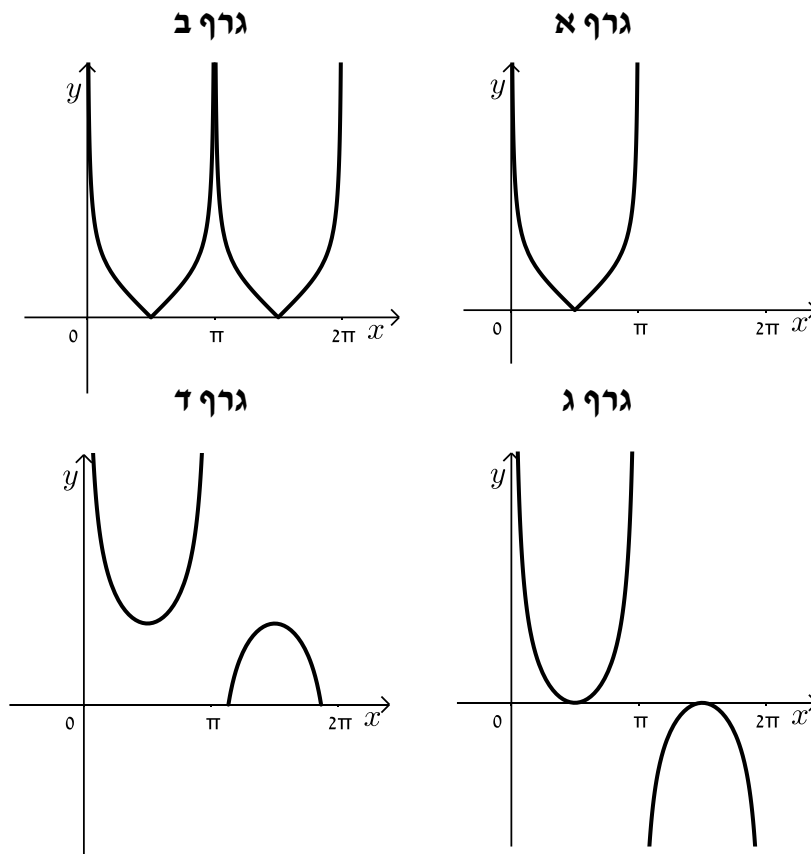 גרף א
y
0 π 2π x
גרף ב
y
0 π 2π x
גרף ג
y
0 π 2π x
גרף ד
y
0 π 2π x